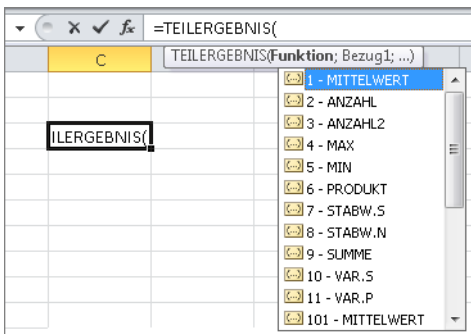 fx =TEILERGEBNIS(
C
TEILERGEBNIS(Funktion; Bezug1; ...)
ILERGEBNIS(
(...) 1 - MITTELWERT
(...) 2 - ANZAHL
(...) 3 - ANZAHL2
(...) 4 - MAX
(...) 5 - MIN
(...) 6 - PRODUKT
(...) 7 - STABW.S
(...) 8 - STABW.N
(...) 9 - SUMME
(...) 10 - VAR.S
(...) 11 - VAR.P
(...) 101 - MITTELWERT